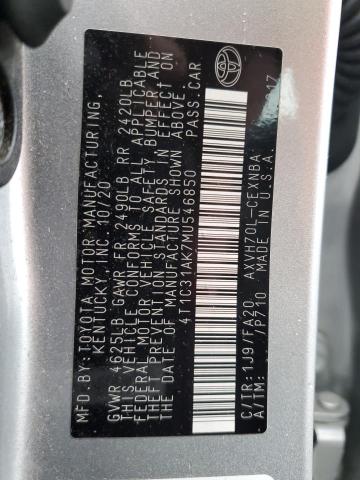 MFD. BY: TOYOTA MOTOR MANUFACTURING,
KENTUCKY, INC. 10/20
GVWR 4625LB GAWR FR 2490LB RR 2420LB
THIS VEHICLE CONFORMS TO ALL APPLICABLE
FEDERAL MOTOR VEHICLE SAFETY, BUMPER AND
THEFT PREVENTION STANDARDS IN EFFECT ON
THE DATE OF MANUFACTURE SHOWN ABOVE.
4T1C31AK7MU546850 PASS.CAR
C/TR:1J9/FA20 AXVH70L-CEXNBA
A/TM: /P710 MADE IN U.S.A.